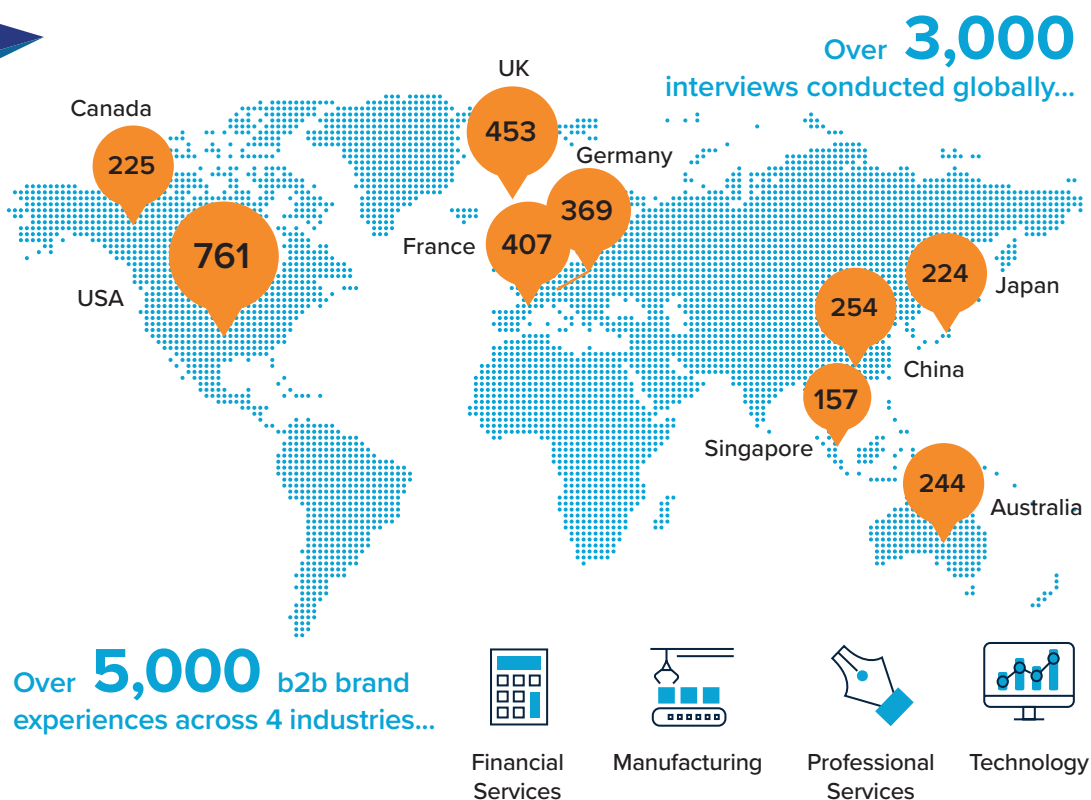 Over 3,000
interviews conducted globally...
UK
453
Canada
225
Germany
369
France
407
761
USA
224
Japan
254
China
157
Singapore
244
Australia
Over 5,000 b2b brand
experiences across 4 industries...
Financial
Services
Manufacturing
Professional
Services
Technology